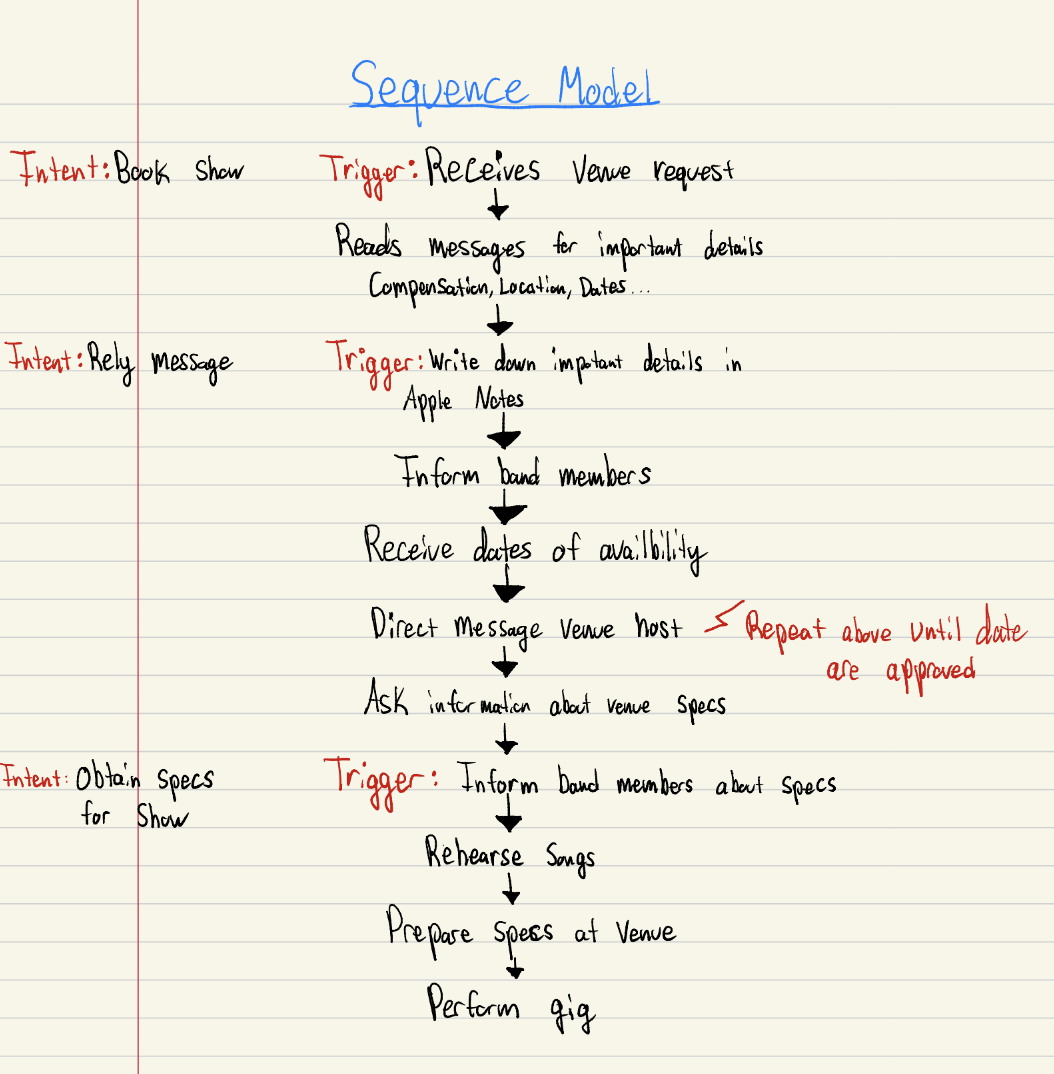 Sequence Model
Intent: Book Show
Trigger: Receives Venue request
Reads messages for important details
Compensation, Location, Dates...
Intent: Rely message
Trigger: Write down important details in
Apple Notes
Inform band members
Receive dates of availbility
Direct Message venue host
Repeat above until date
are approved
Ask information about venue specs
Intent: Obtain specs
for Show
Trigger: Inform band members about specs
Rehearse Songs
Prepare specs at Venue
Perform gig